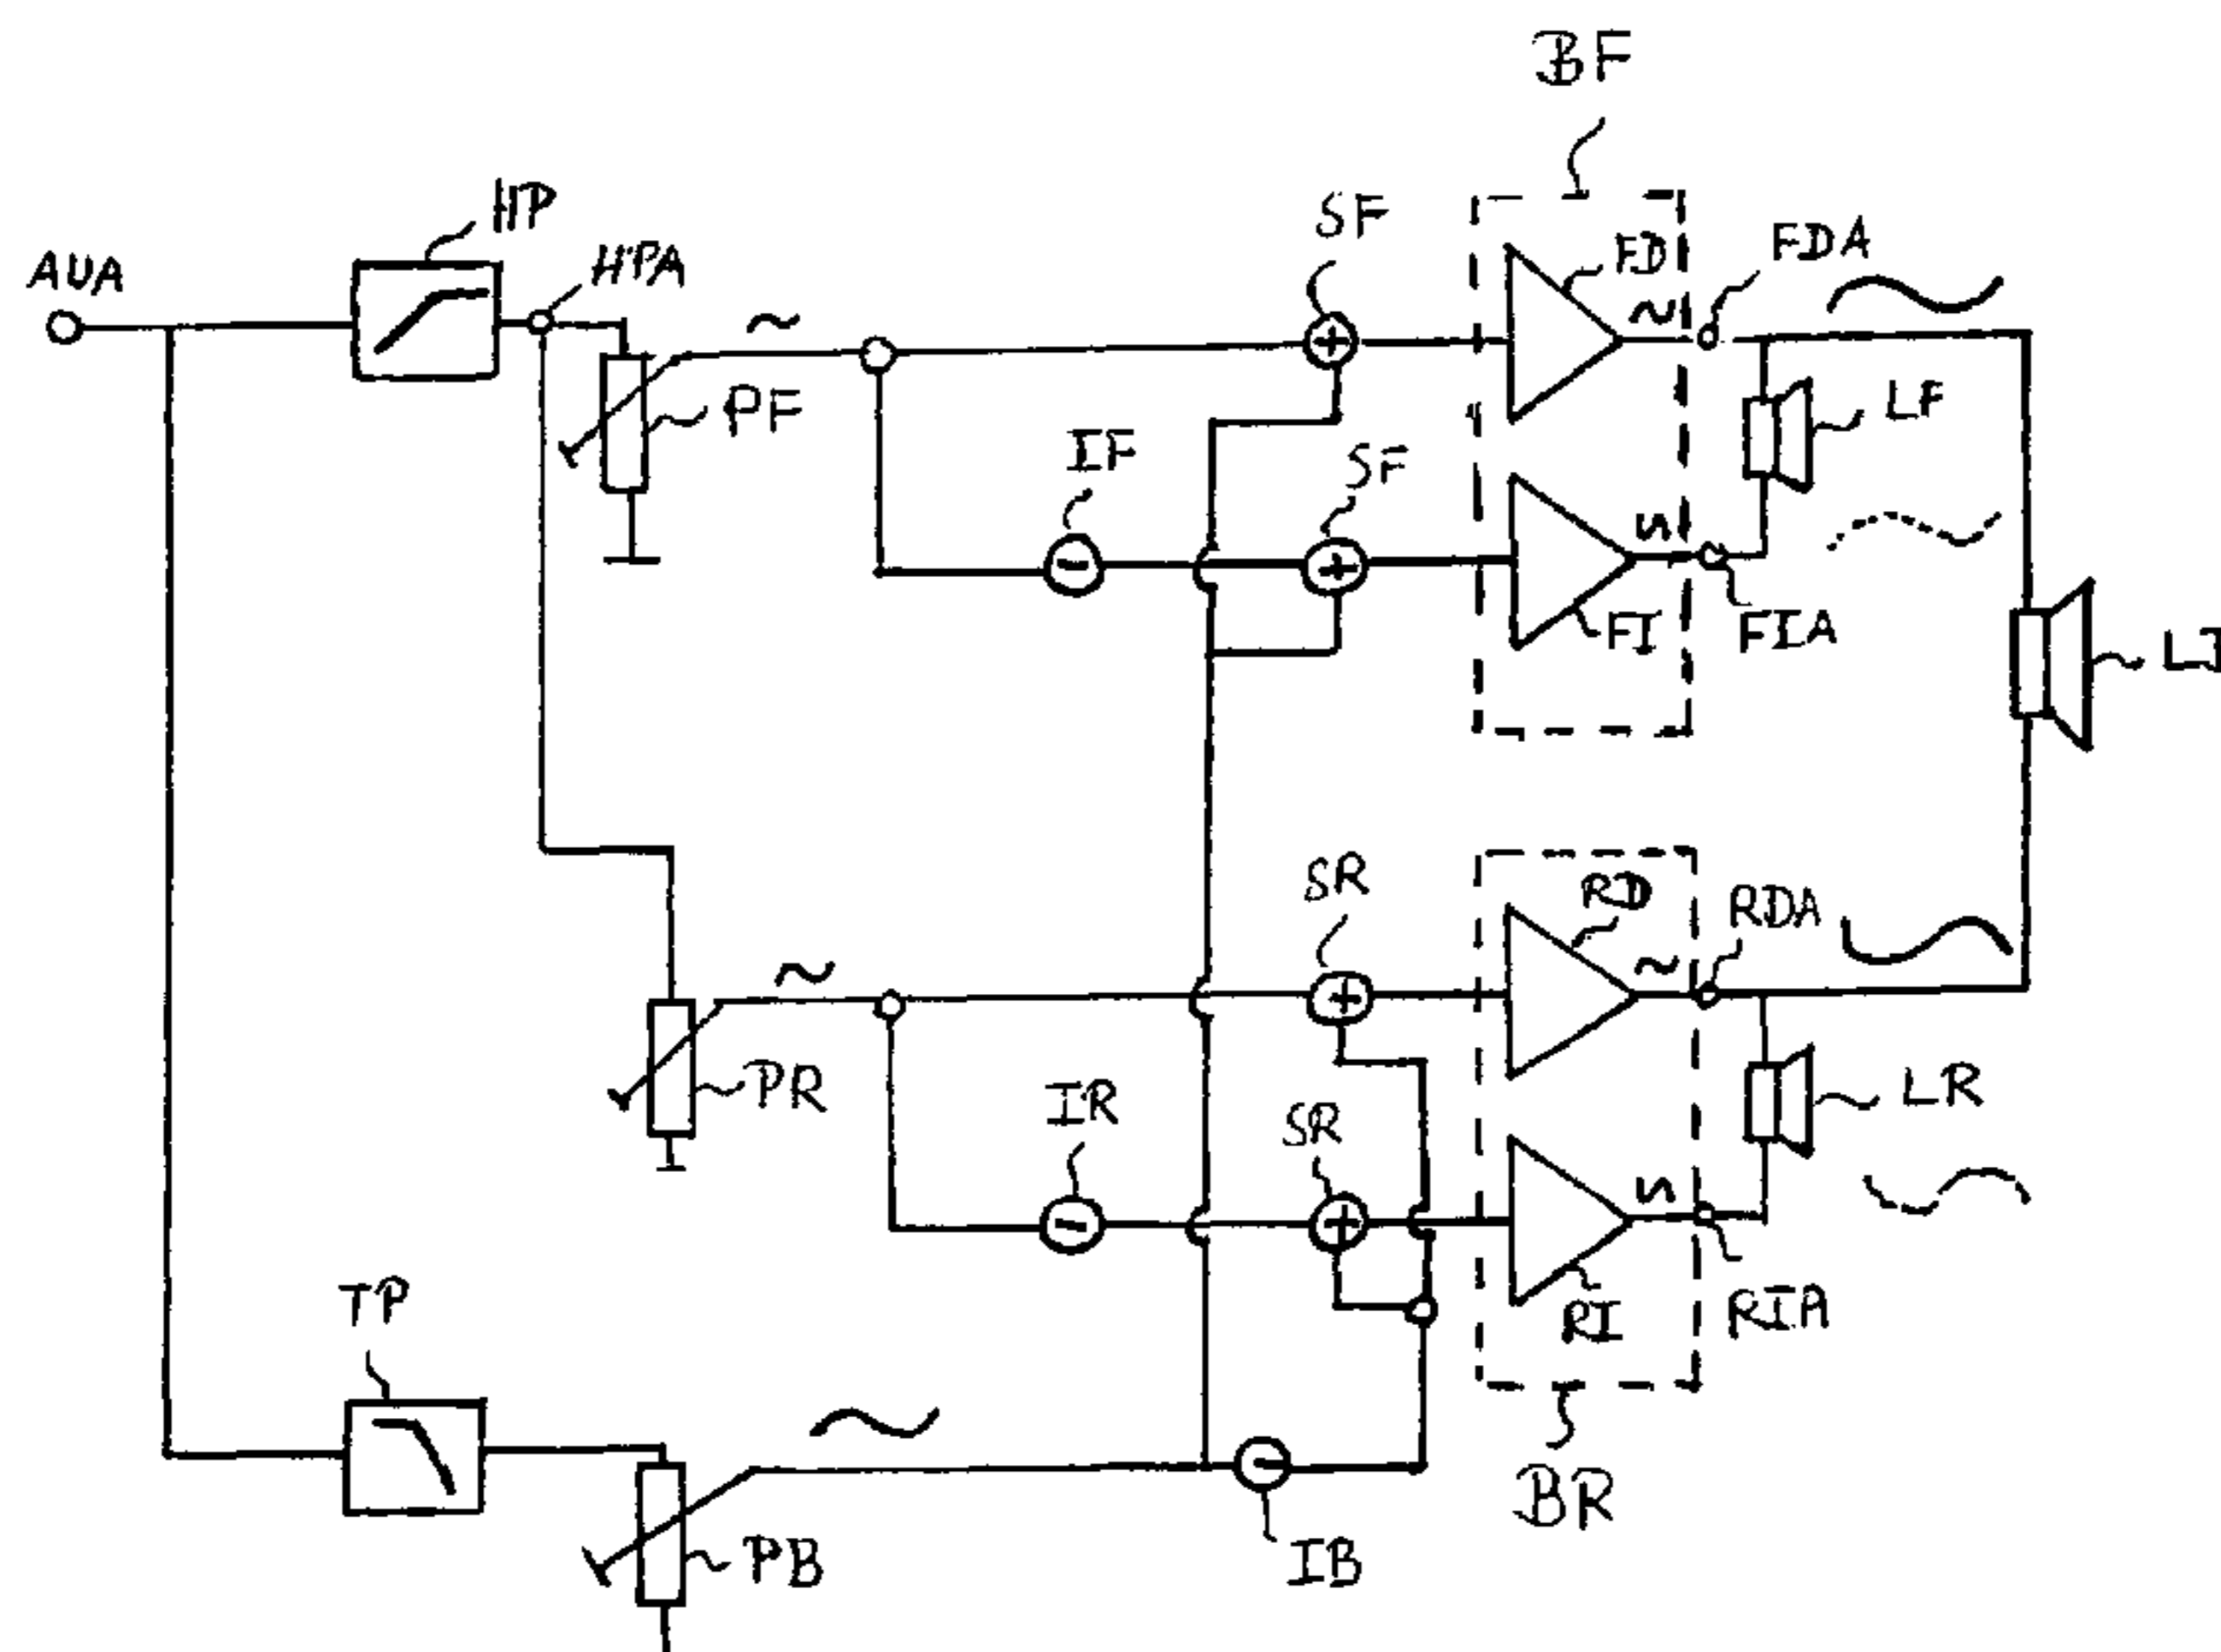 BF
HP
SF
AUA
HPA
FD
FDA
PF
LF
IF
SF
FI
FIA
SR
RD
RDA
PR
IR
SR
LR
TP
RI
RIA
BR
PB
IB